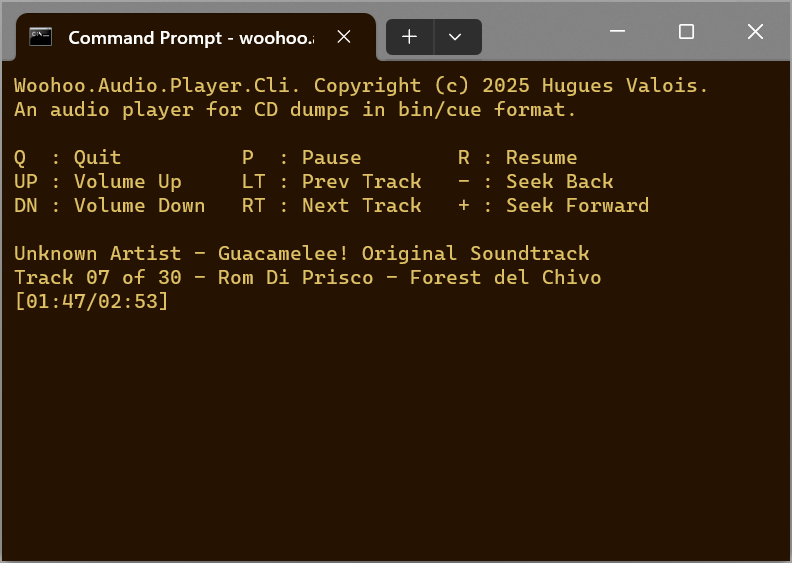 Command Prompt - woohoo.
Woohoo.Audio.Player.Cli. Copyright (c) 2025 Hugues Valois.
An audio player for CD dumps in bin/cue format.
Q  : Quit          P  : Pause        R : Resume
UP : Volume Up     LT : Prev Track   - : Seek Back
DN : Volume Down   RT : Next Track   + : Seek Forward
Unknown Artist - Guacamelee! Original Soundtrack
Track 07 of 30 - Rom Di Prisco - Forest del Chivo
[01:47/02:53]